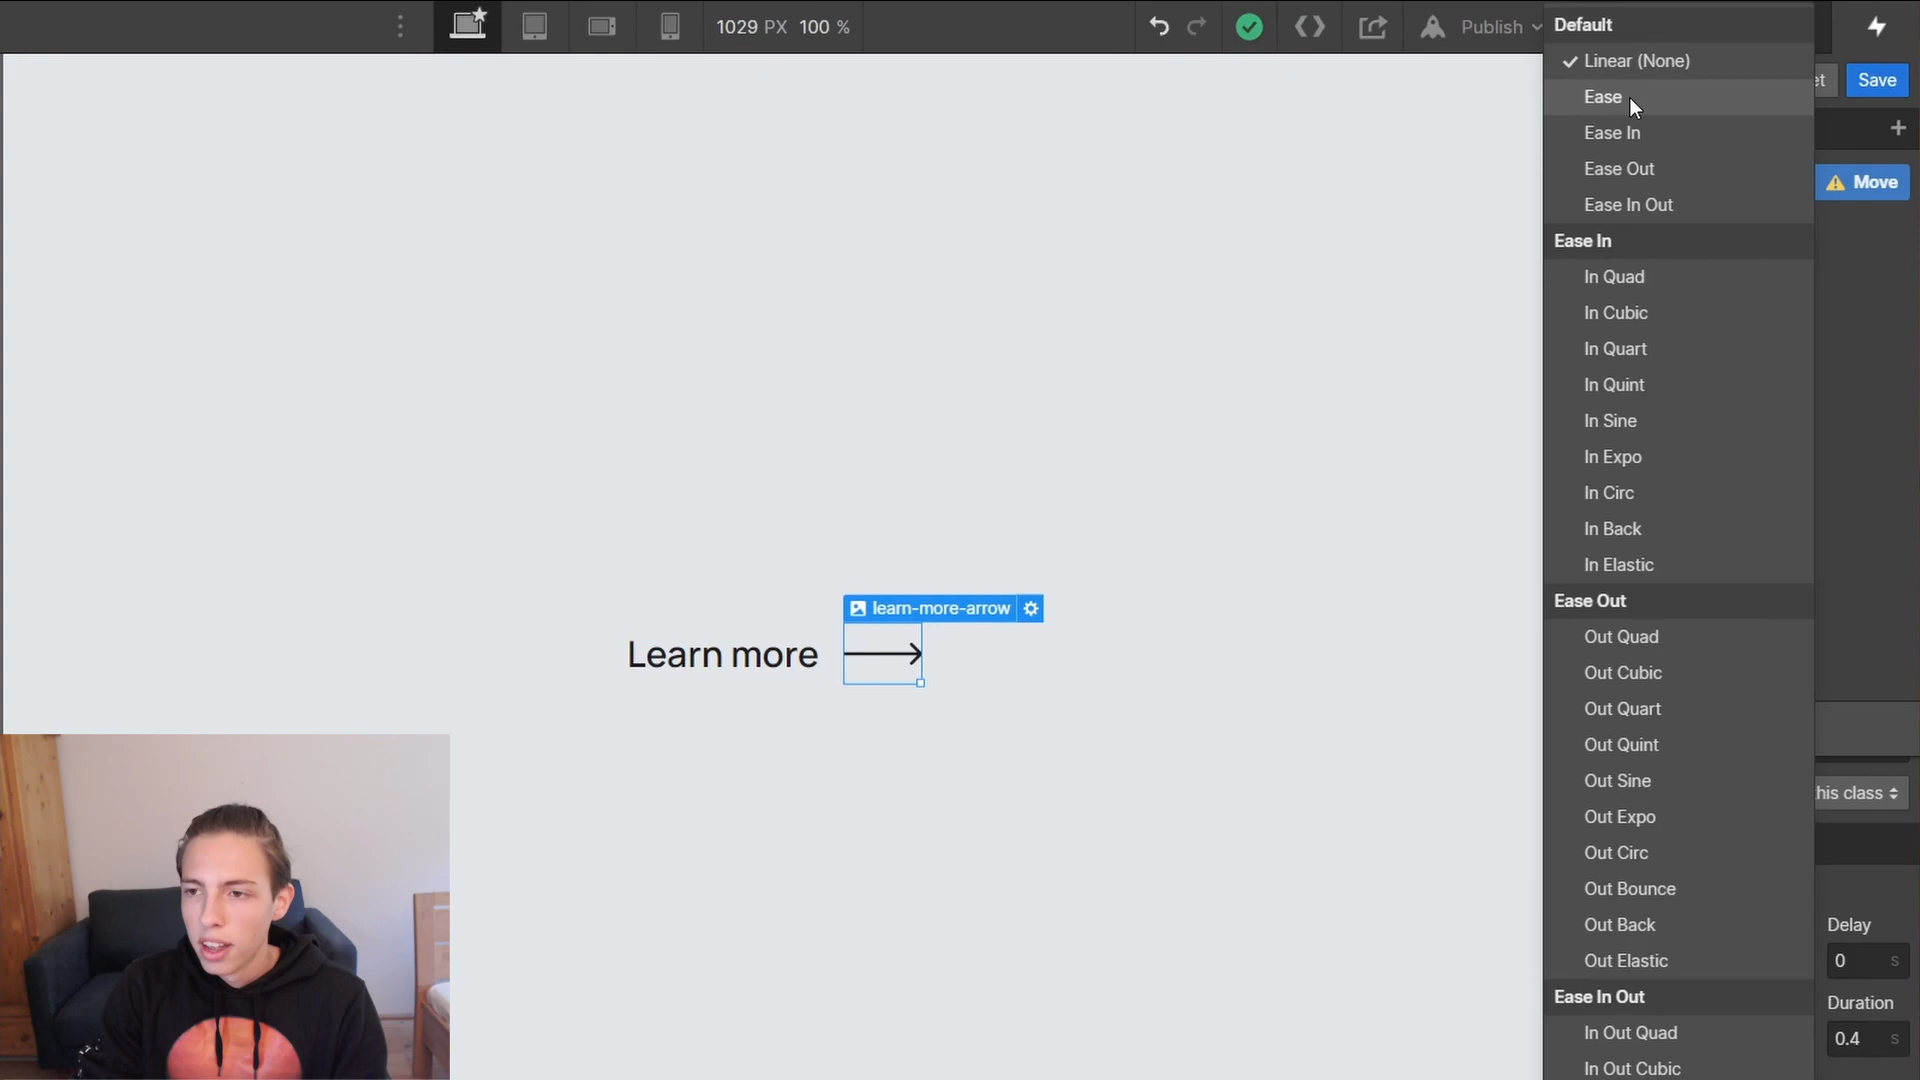 1029 PX 100 %
Publish
Default
Linear (None)
Save
Ease
Ease In
Move
Ease Out
Ease In Out
Ease In
In Quad
In Cubic
In Quart
In Quint
In Sine
In Expo
In Circ
In Back
In Elastic
Ease Out
learn-more-arrow
Learn more
Out Quad
Out Cubic
Out Quart
Out Quint
Out Sine
this class
Out Expo
Out Circ
Out Bounce
Out Back
Delay
Out Elastic
0 s
Ease In Out
Duration
In Out Quad
0.4 s
In Out Cubic